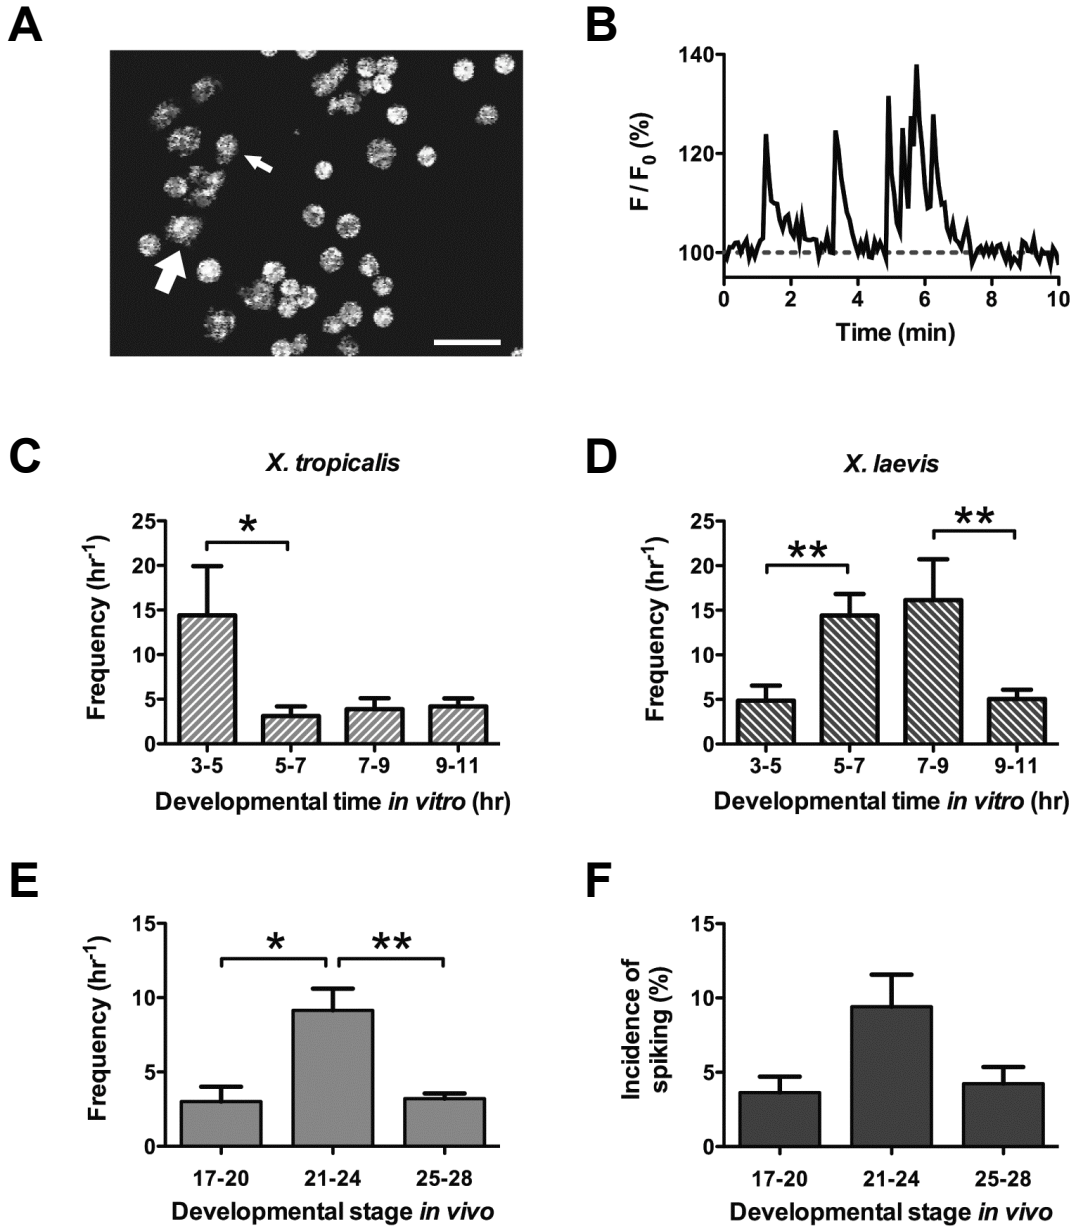 A
B
F / F0 (%)
140
120
100
0 2 4 6 8 10
Time (min)
C
X. tropicalis
Frequency (hr-1)
25
20
15
10
5
0
*
3-5 5-7 7-9 9-11
Developmental time in vitro (hr)
D
X. laevis
Frequency (hr-1)
25
20
15
10
5
0
** **
3-5 5-7 7-9 9-11
Developmental time in vitro (hr)
E
Frequency (hr-1)
15
10
5
0
* **
17-20 21-24 25-28
Developmental stage in vivo
F
Incidence of
spiking (%)
15
10
5
0
17-20 21-24 25-28
Developmental stage in vivo